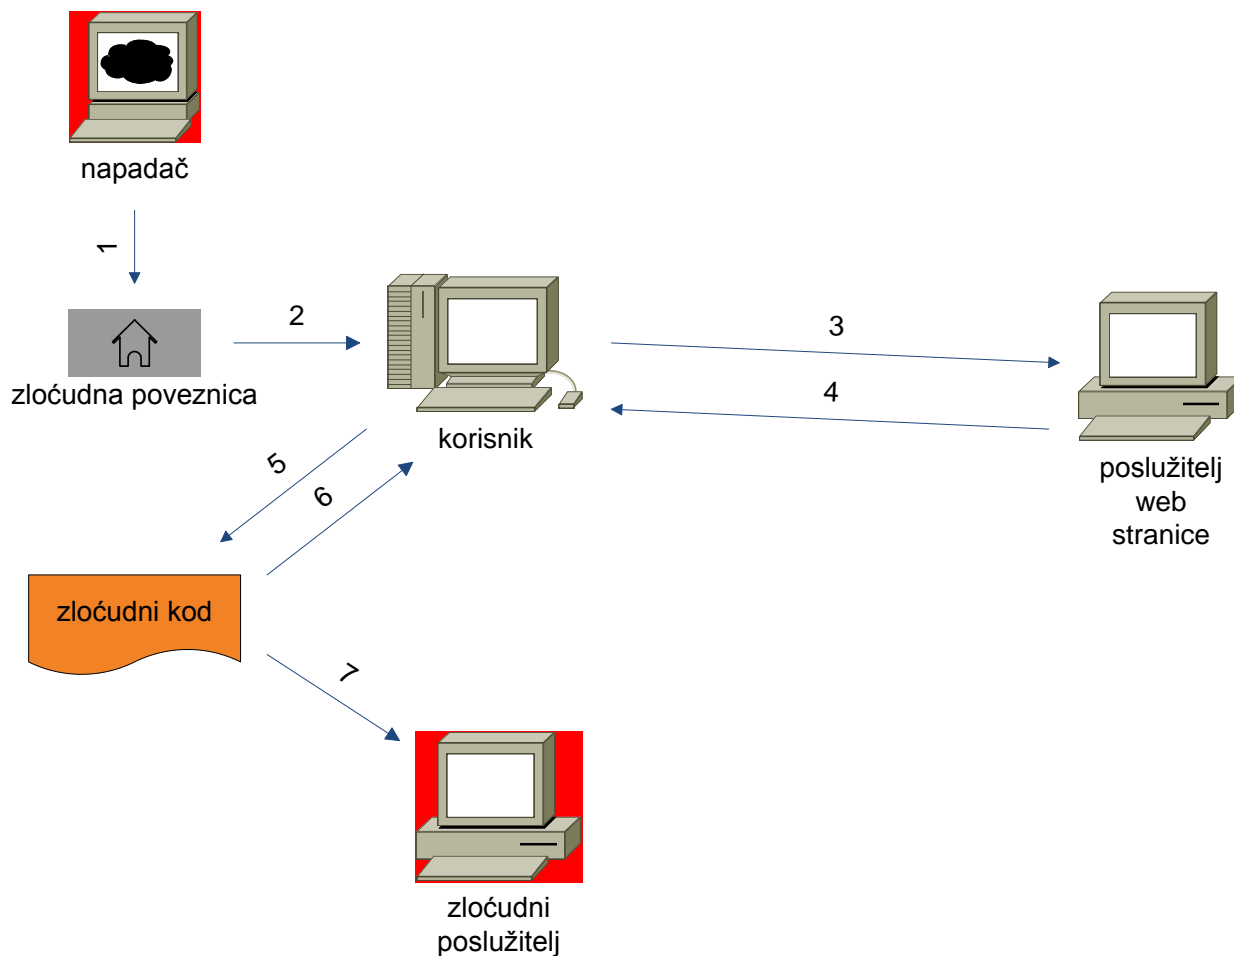 napadač
1
zloćudna poveznica
2
korisnik
3
4
poslužitelj
web
stranice
5
6
zloćudni kod
7
zloćudni
poslužitelj